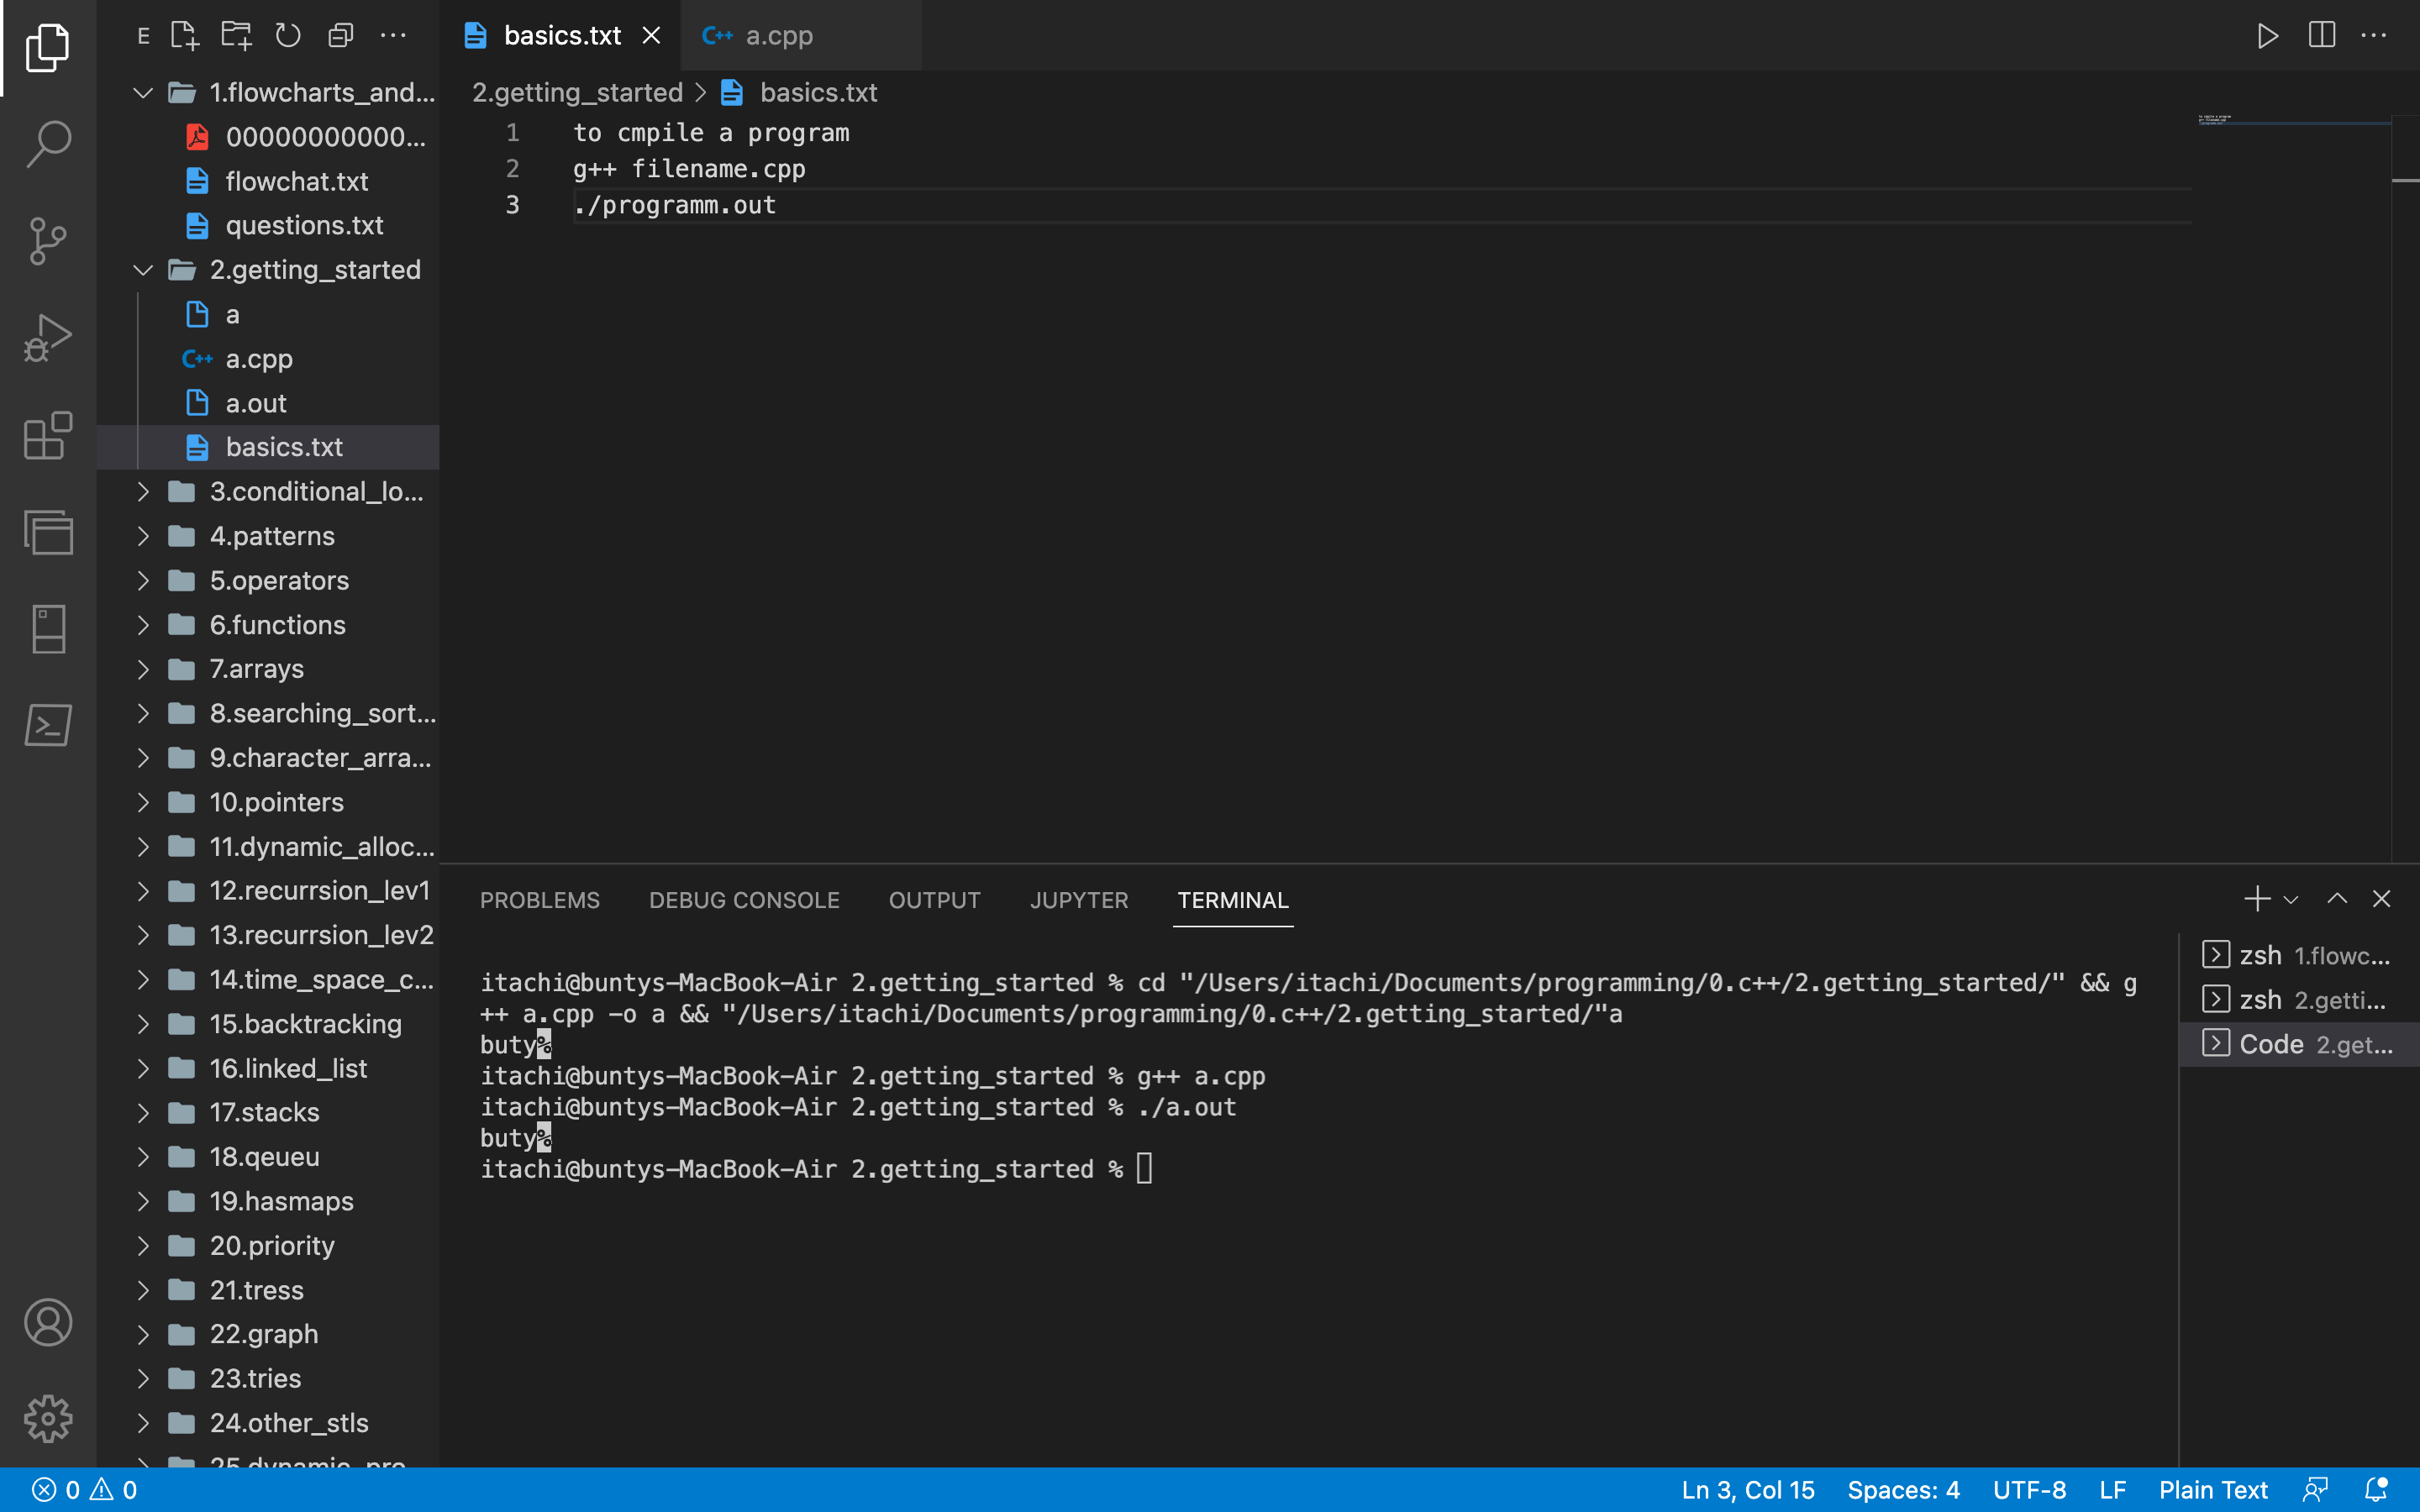 E
basics.txt
C++ a.cpp
1.flowcharts_and...
00000000000...
flowchat.txt
questions.txt
2.getting_started
a
C++ a.cpp
a.out
basics.txt
3.conditional_lo...
4.patterns
5.operators
6.functions
7.arrays
8.searching_sort...
9.character_arra...
10.pointers
11.dynamic_alloc...
12.recurrsion_lev1
13.recurrsion_lev2
14.time_space_c...
15.backtracking
16.linked_list
17.stacks
18.qeueu
19.hasmaps
20.priority
21.tress
22.graph
23.tries
24.other_stls
25.dynamic_pro
2.getting_started > basics.txt
1 to cmpile a program
2 g++ filename.cpp
3 ./programm.out
PROBLEMS DEBUG CONSOLE OUTPUT JUPYTER TERMINAL
itachi@buntys-MacBook-Air 2.getting_started % cd "/Users/itachi/Documents/programming/0.c++/2.getting_started/" && g
++ a.cpp -o a && "/Users/itachi/Documents/programming/0.c++/2.getting_started/"a
buty%
itachi@buntys-MacBook-Air 2.getting_started % g++ a.cpp
itachi@buntys-MacBook-Air 2.getting_started % ./a.out
buty%
itachi@buntys-MacBook-Air 2.getting_started %
zsh 1.flowc...
zsh 2.getti...
Code 2.get...
0 0
Ln 3, Col 15 Spaces: 4 UTF-8 LF Plain Text